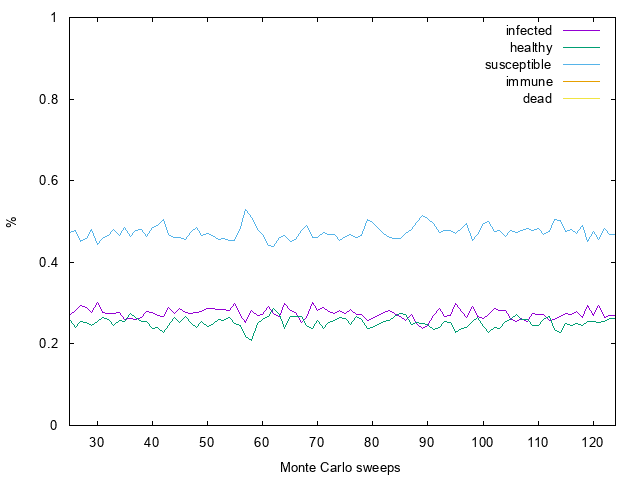 1
0.8
0.6
0.4
0.2
0
%
infected
healthy
susceptible
immune
dead
30 40 50 60 70 80 90 100 110 120
Monte Carlo sweeps